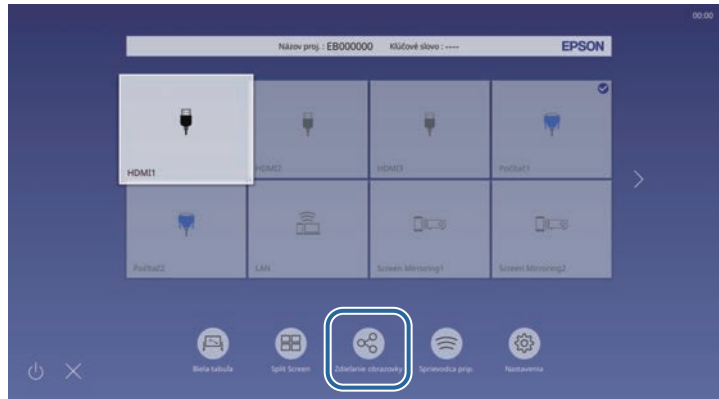 00:00
Názov proj. : EB000000 Kľúčové slovo : ---- EPSON
HDMI1 HDMI2 HDMI3 Počítač1
Počítač2 LAN Screen Mirroring1 Screen Mirroring2
Biela tabuľa Split Screen Zdieľanie obrazovky Sprievodca prip. Nastavenia